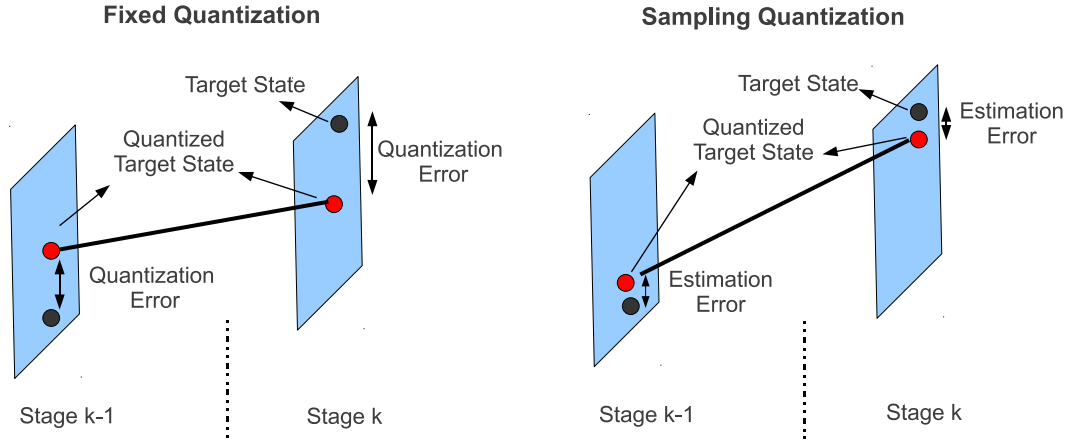 Fixed Quantization
Target State
Quantized
Target State
Quantization
Error
Quantization
Error
Stage k-1
Stage k
Sampling Quantization
Target State
Quantized
Target State
Estimation
Error
Estimation
Error
Stage k-1
Stage k